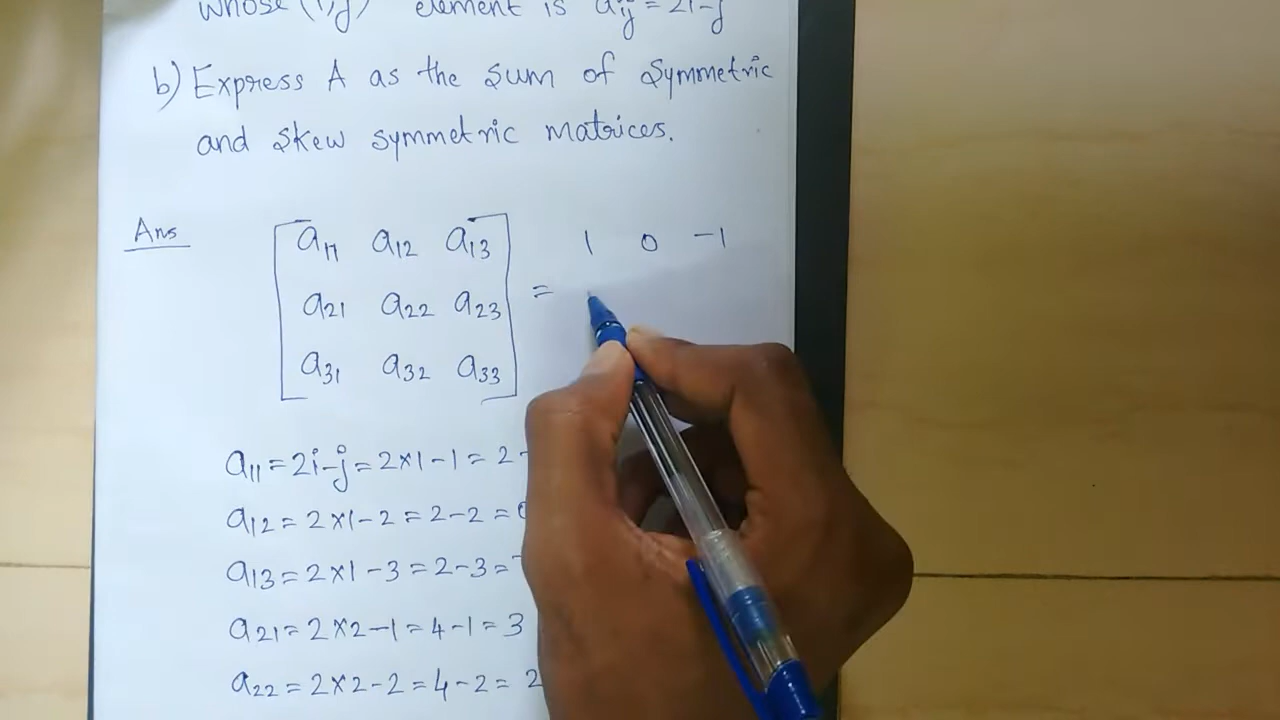 whose (i,j) element is aij = 2i-j
b) Express A as the sum of symmetric
and skew symmetric matrices.
Ans
a11 a12 a13 1 0 -1
a21 a22 a23 =
a31 a32 a33
a11 = 2i-j = 2×1-1 = 2-
a12 = 2×1-2 = 2-2 = 0
a13 = 2×1-3 = 2-3 = -
a21 = 2×2-1 = 4-1 = 3
a22 = 2×2-2 = 4-2 = 2